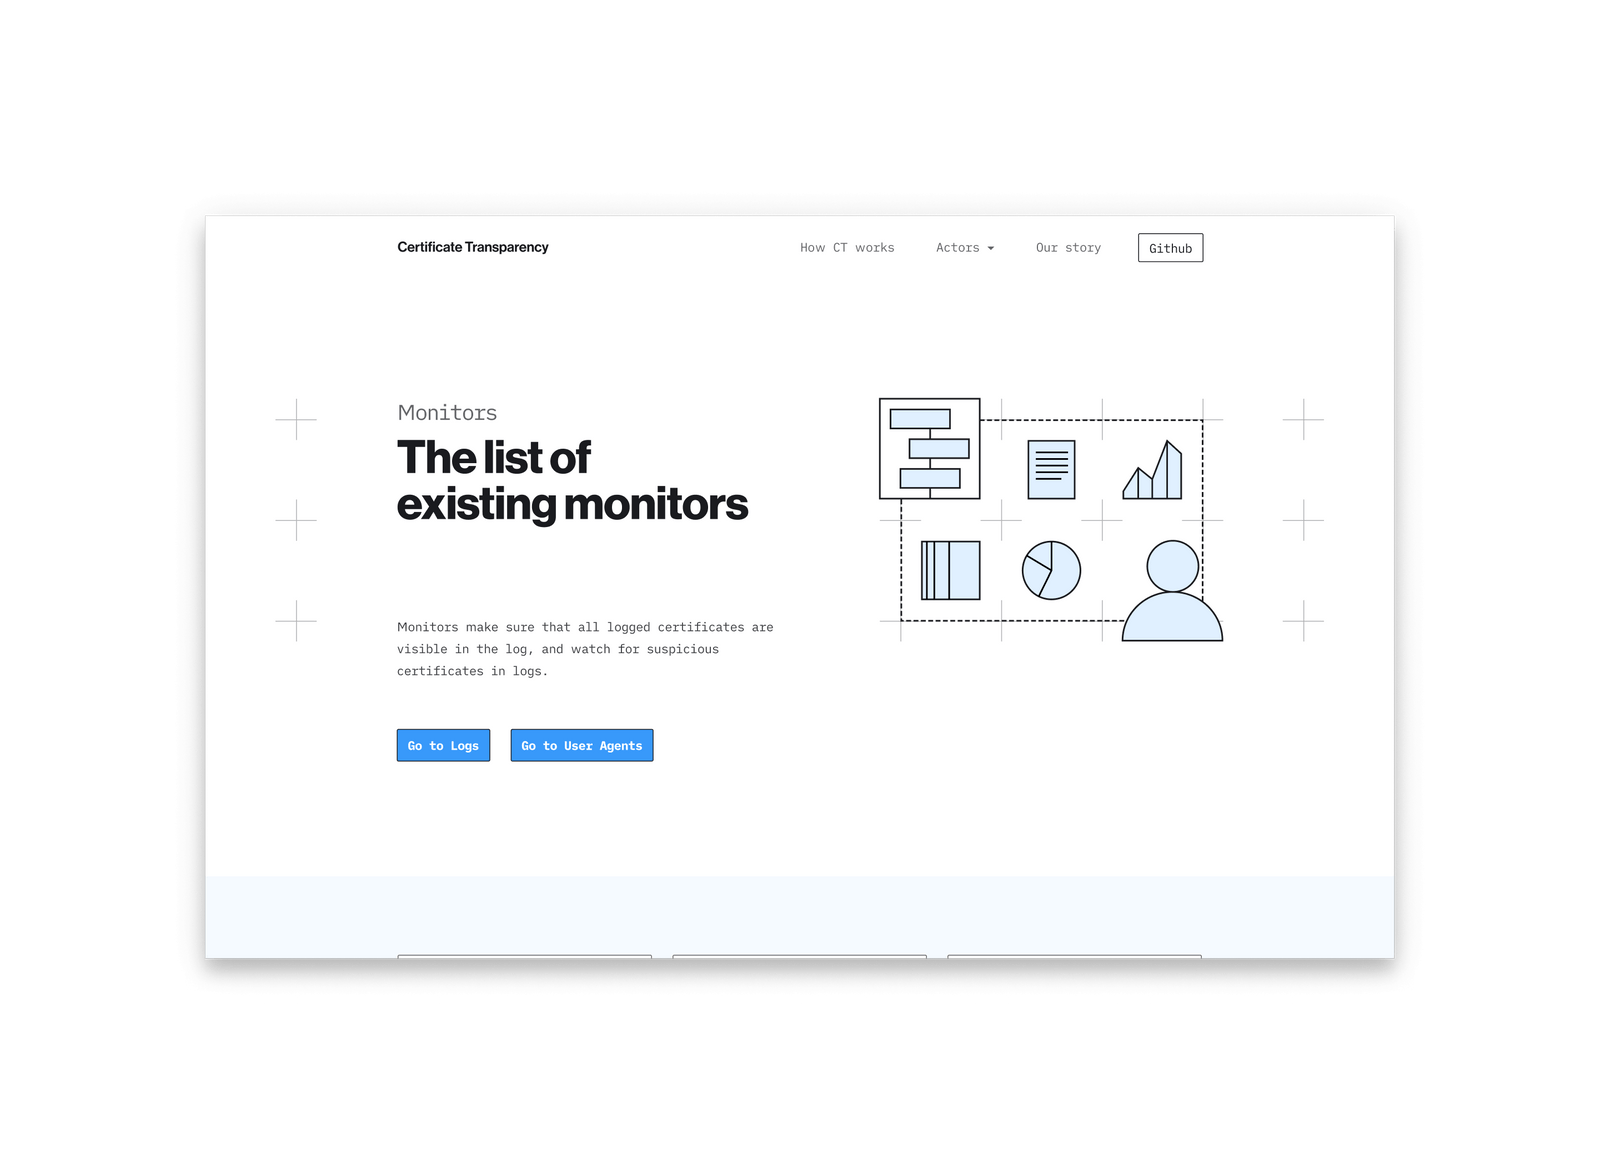 Certificate Transparency
How CT works
Actors
Our story
Github
Monitors
The list of
existing monitors
Monitors make sure that all logged certificates are
visible in the log, and watch for suspicious
certificates in logs.
Go to Logs
Go to User Agents